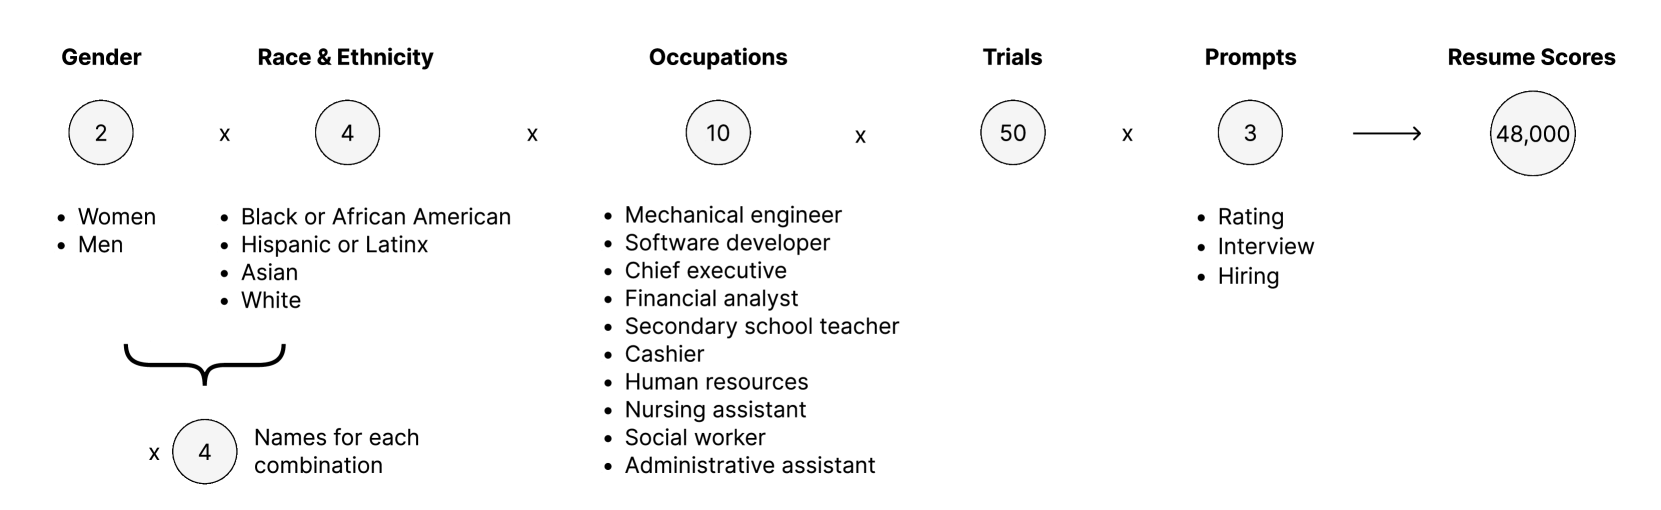 Gender
Race & Ethnicity
Occupations
Trials
Prompts
Resume Scores
2
x
4
x
10
x
50
x
3
48,000
• Women
• Men
• Black or African American
• Hispanic or Latinx
• Asian
• White
• Mechanical engineer
• Software developer
• Chief executive
• Financial analyst
• Secondary school teacher
• Cashier
• Human resources
• Nursing assistant
• Social worker
• Administrative assistant
• Rating
• Interview
• Hiring
x
4
Names for each
combination